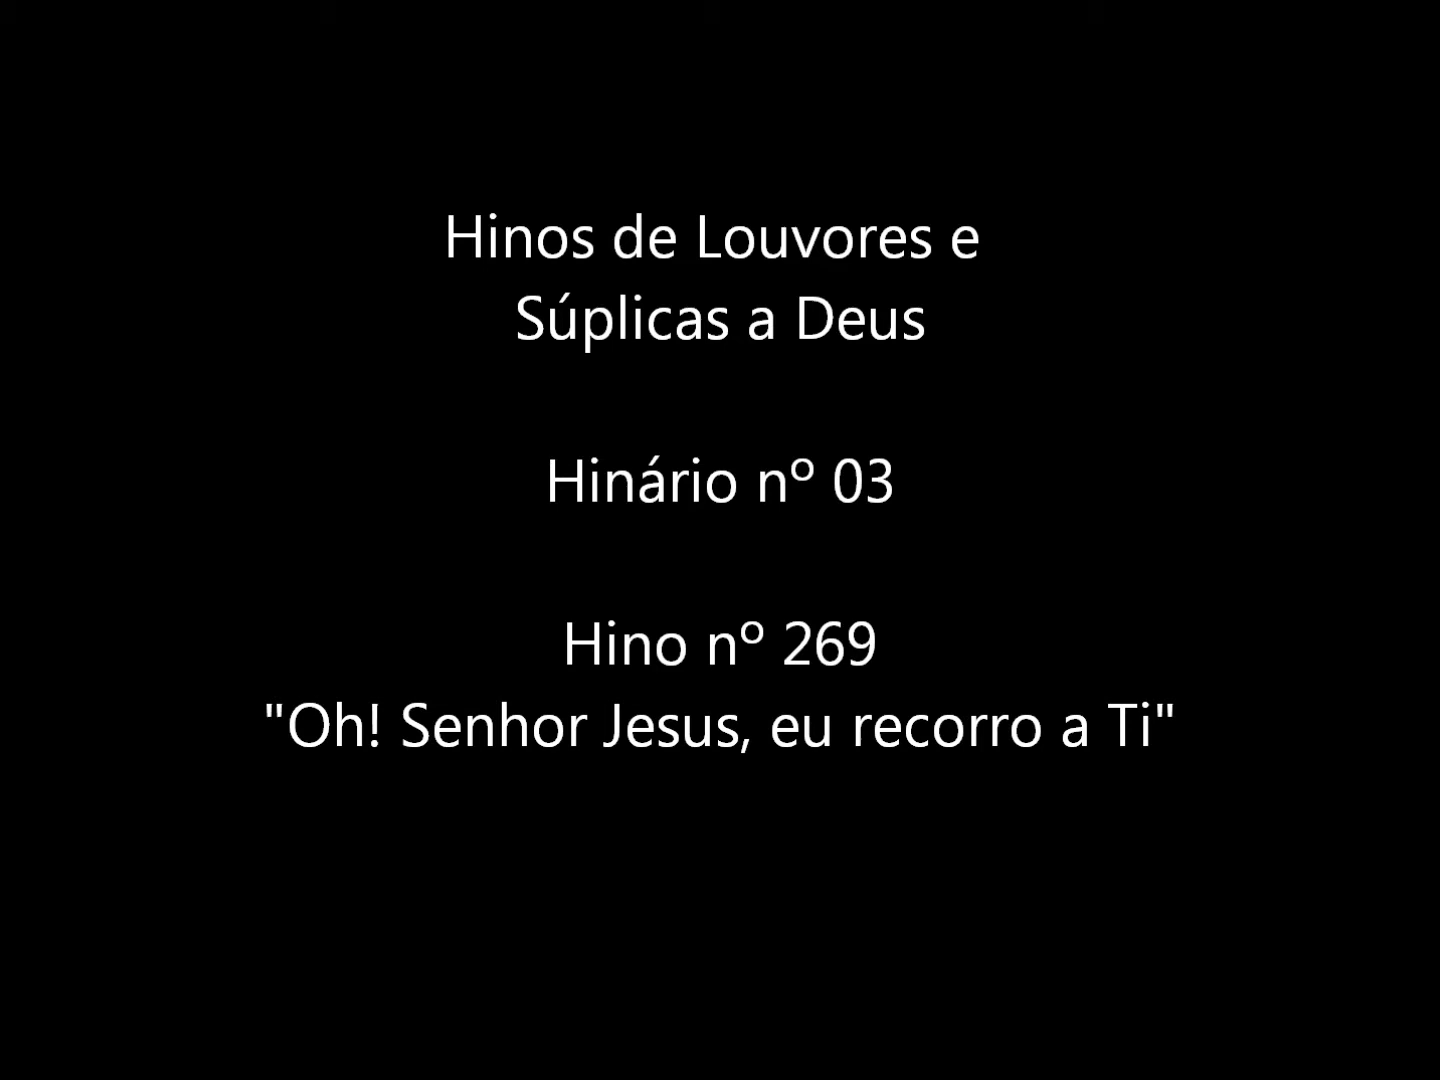 Hinos de Louvores e
Súplicas a Deus
Hinário nº 03
Hino nº 269
"Oh! Senhor Jesus, eu recorro a Ti"